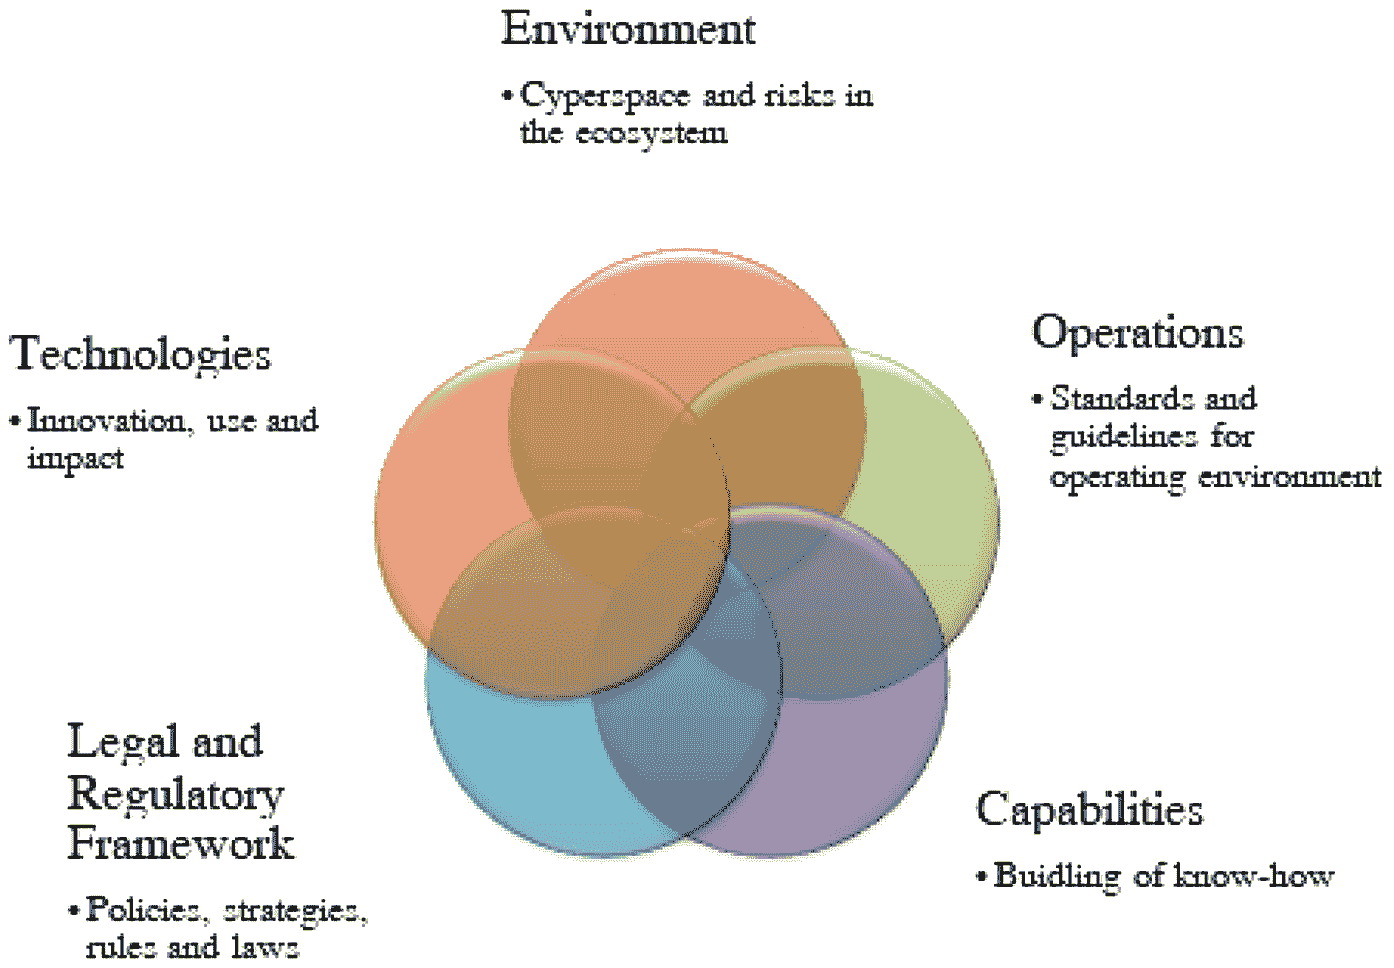 Environment
• Cyperspace and risks in
the ecosystem
Technologies
• Innovation, use and
impact
Operations
• Standards and
guidelines for
operating environment
Legal and
Regulatory
Framework
• Policies, strategies,
rules and laws
Capabilities
• Buidling of know-how